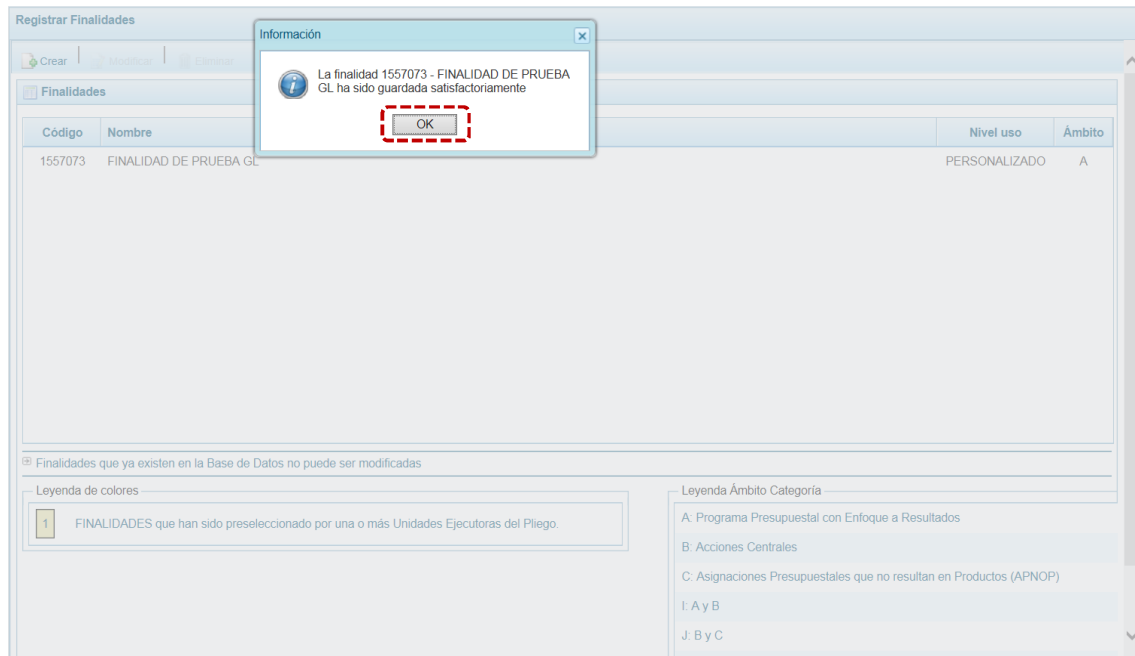 Registrar Finalidades
Información
Crear
Modificar
Eliminar
La finalidad 1557073 - FINALIDAD DE PRUEBA
GL ha sido guardada satisfactoriamente
OK
Finalidades
Código Nombre Nivel uso Ámbito
1557073 FINALIDAD DE PRUEBA GL PERSONALIZADO A
Finalidades que ya existen en la Base de Datos no puede ser modificadas
Leyenda de colores
1 FINALIDADES que han sido preseleccionado por una o más Unidades Ejecutoras del Pliego.
Leyenda Ámbito Categoría
A: Programa Presupuestal con Enfoque a Resultados
B: Acciones Centrales
C: Asignaciones Presupuestales que no resultan en Productos (APNOP)
I: A y B
J: B y C